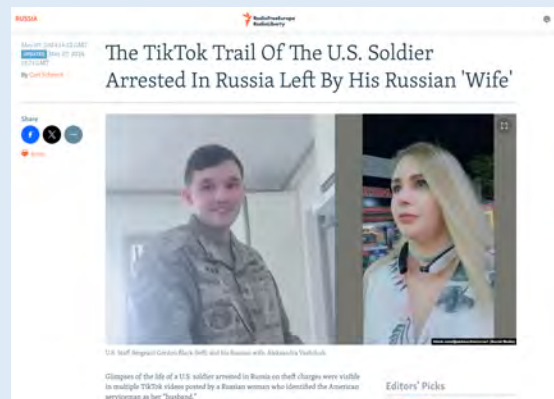 RUSSIA
RadioFreeEurope
RadioLiberty
UPDATED
The TikTok Trail Of The U.S. Soldier
Arrested In Russia Left By His Russian 'Wife'
By
Share
U.S. Staff Sergeant Gordon Black (left) and his Russian wife, Aleksandra Vashchuk
Glimpses of the life of a U.S. soldier arrested in Russia on theft charges were visible
in multiple TikTok videos posted by a Russian woman who identified the American
serviceman as her "husband."
Editors' Picks